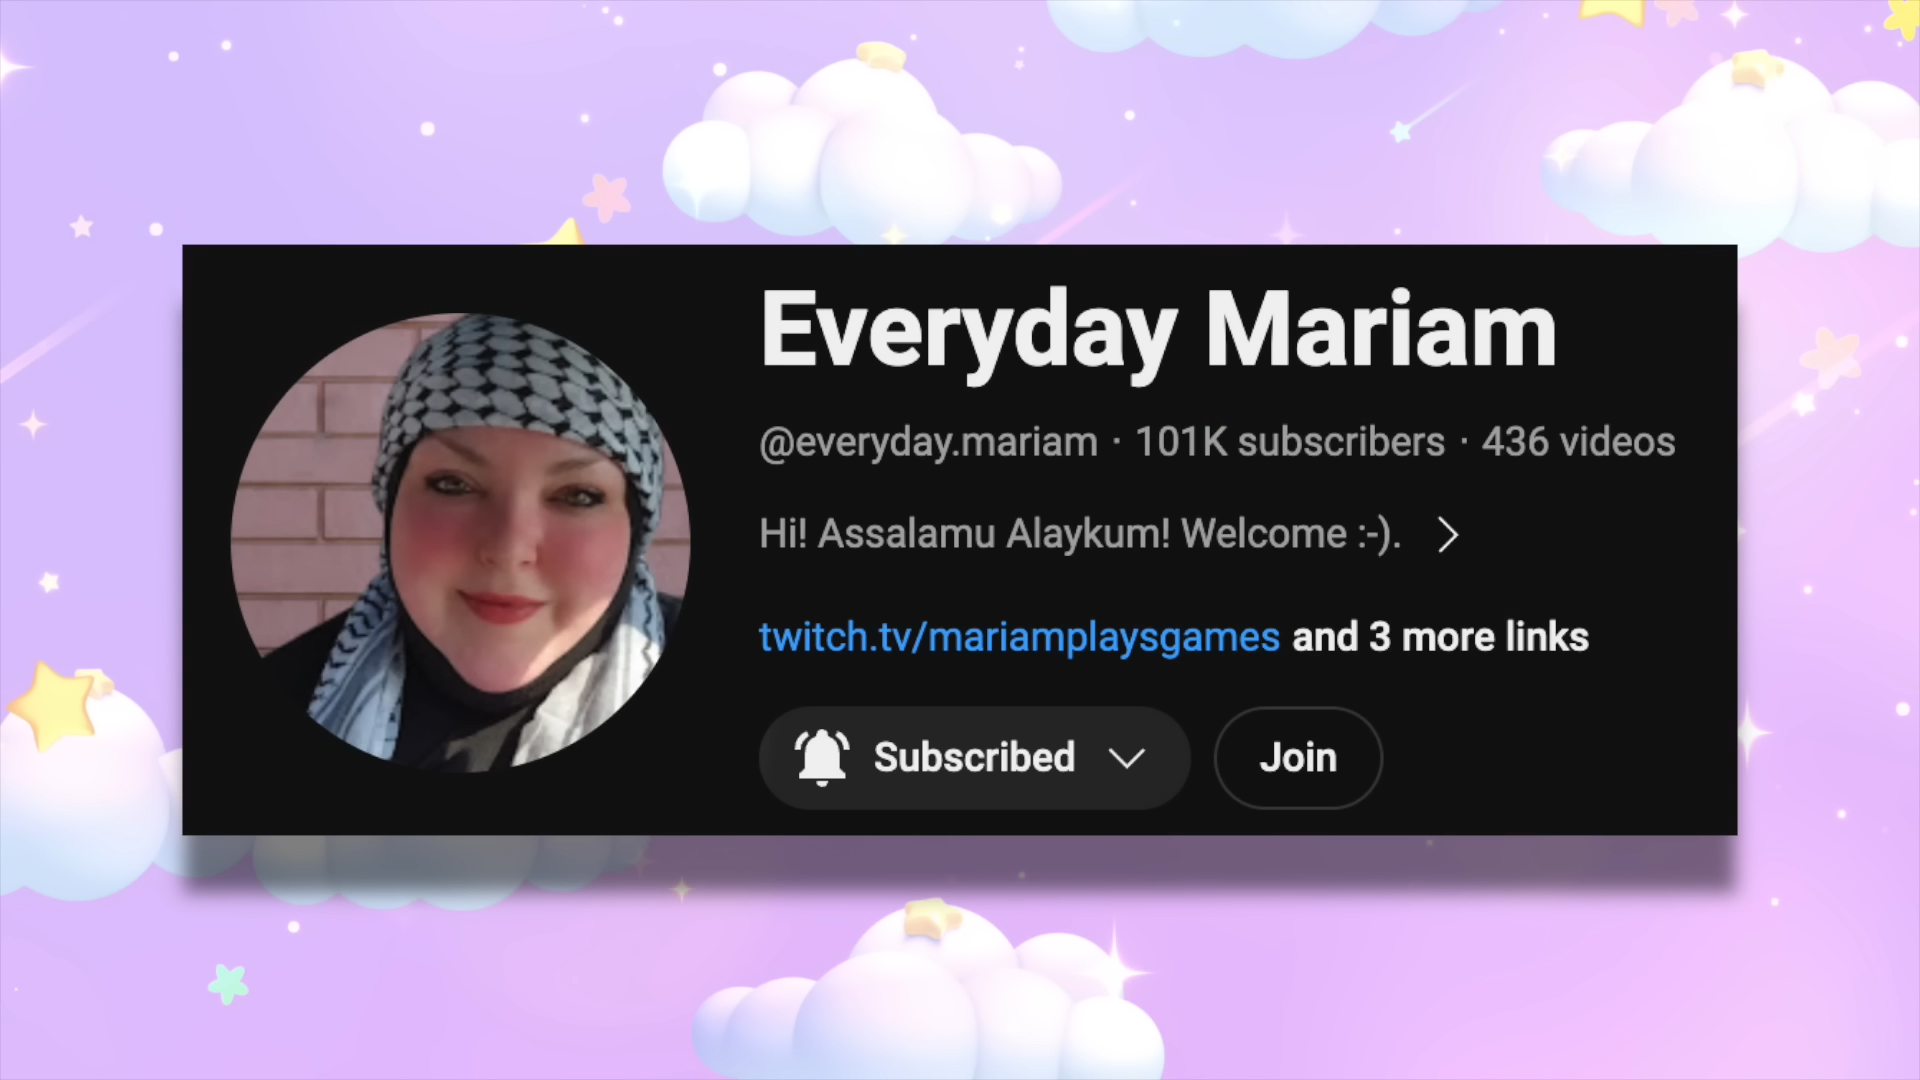 Everyday Mariam
@everyday.mariam · 101K subscribers · 436 videos
Hi! Assalamu Alaykum! Welcome :-).
twitch.tv/mariamplaysgames and 3 more links
Subscribed
Join